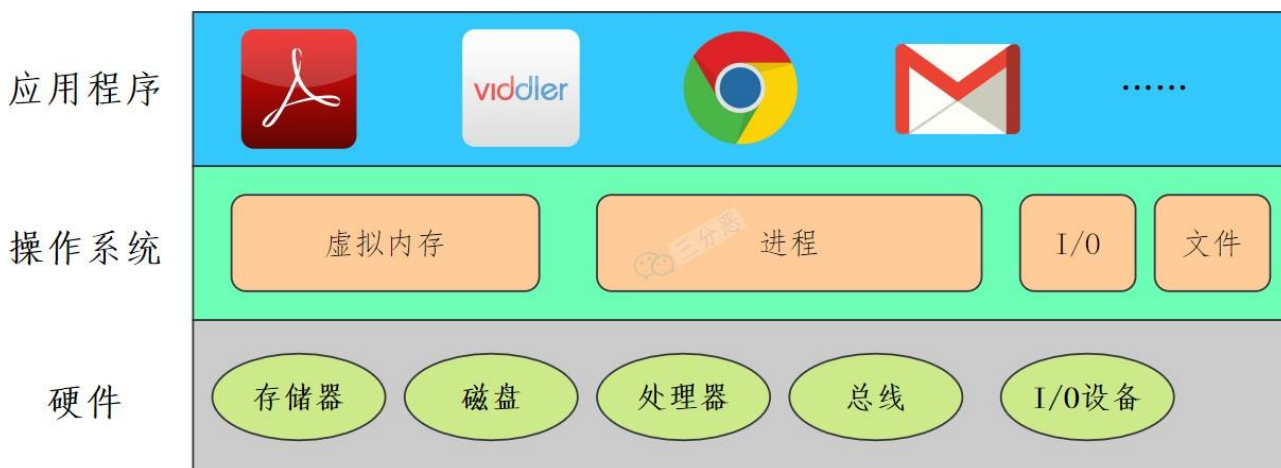 应用程序
viddler
......
操作系统
虚拟内存
进程
I/O
文件
三分恶
硬件
存储器
磁盘
处理器
总线
I/O设备